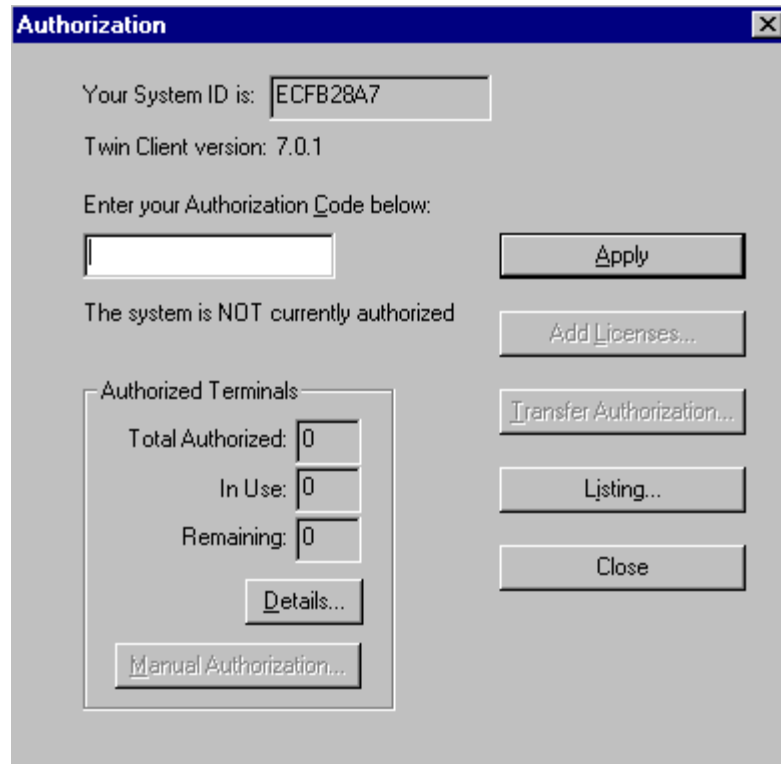 Authorization
Your System ID is: ECFB28A7
Twin Client version: 7.0.1
Enter your Authorization Code below:
Apply
The system is NOT currently authorized
Add Licenses...
Authorized Terminals
Transfer Authorization...
Total Authorized: 0
In Use: 0
Listing...
Remaining: 0
Close
Details...
Manual Authorization...